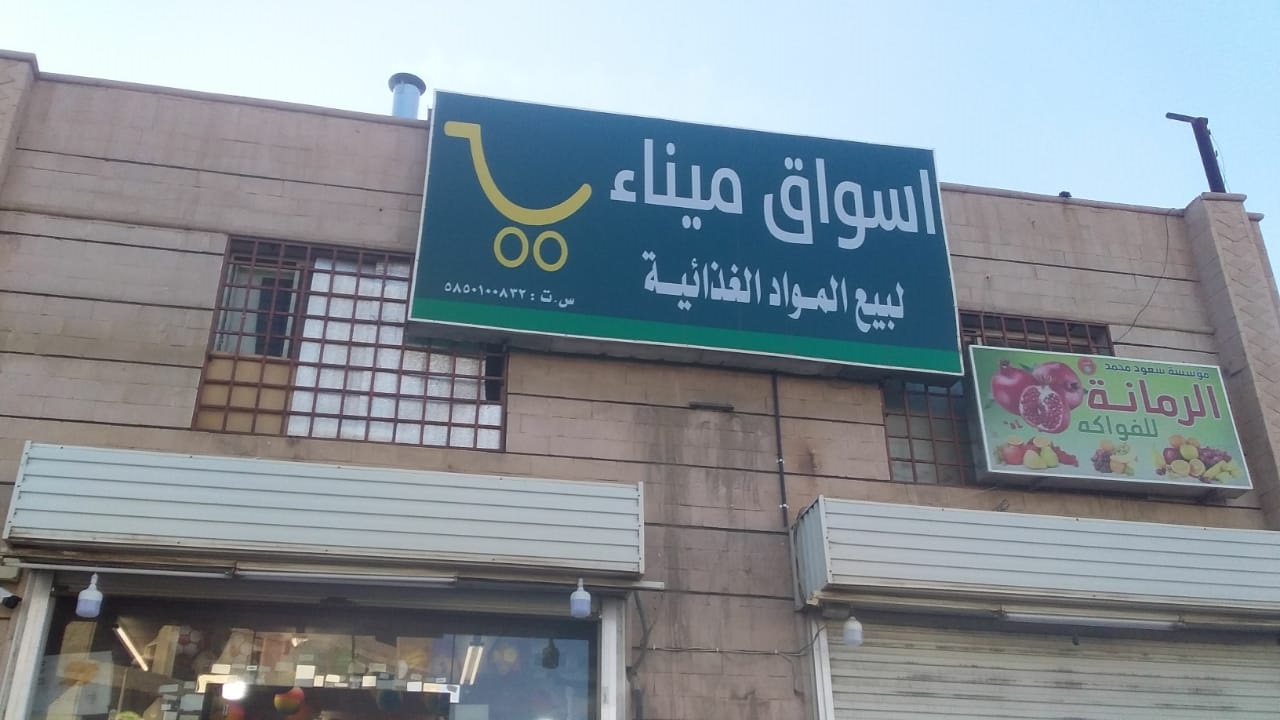 اسواق ميناء
لبيع المواد الغذائية
س.ت : ٥٨٥٠١٠٠٨٣٢
مؤسسة سعود محمد
الرمانة
للفواكه